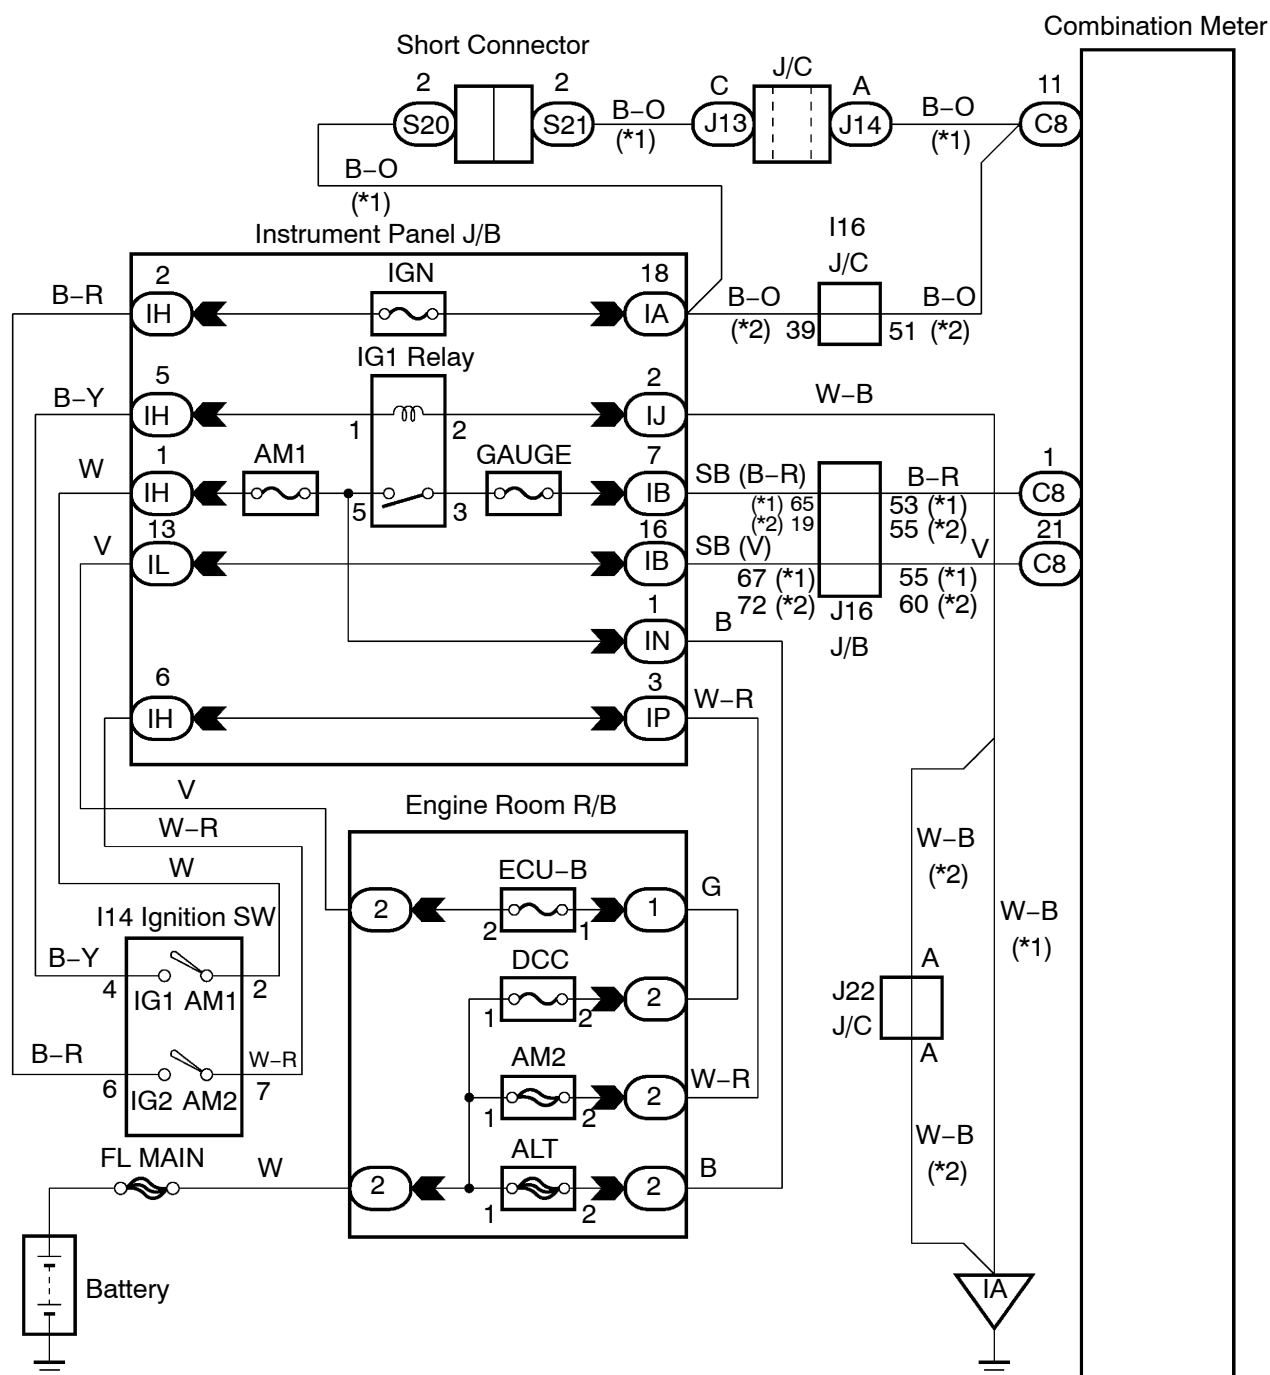 Combination Meter
Short Connector
J/C
2 2 C A 11
S20 S21 B–O J13 J14 B–O C8
(*1) (*1)
B–O
(*1)
I16
J/C
Instrument Panel J/B
2 IGN 18
B–R IH IA B–O B–O
(*2) 39 51 (*2)
IG1 Relay
5 2
B–Y IH 1 2 IJ W–B
1 AM1 GAUGE 7 1
W IH 5 3 IB SB (B–R) B–R C8
(*1) 65 53 (*1)
(*2) 19 55 (*2)
13 16 21
V IL IB SB (V) V C8
67 (*1) 55 (*1)
72 (*2) 60 (*2)
J16
J/B
1
IN B
6 3
IH IP W–R
V
Engine Room R/B
W–R
W
ECU–B
2 2 1 1 G
W–B
(*2)
W–B
(*1)
I14 Ignition SW
B–Y 4 IG1 AM1 2
DCC
1 2 2
A
J22
J/C
A
B–R 6 IG2 AM2 7 W–R
AM2
1 2 2 W–R
W–B
(*2)
FL MAIN W
ALT
2 1 2 2 B
Battery
IA